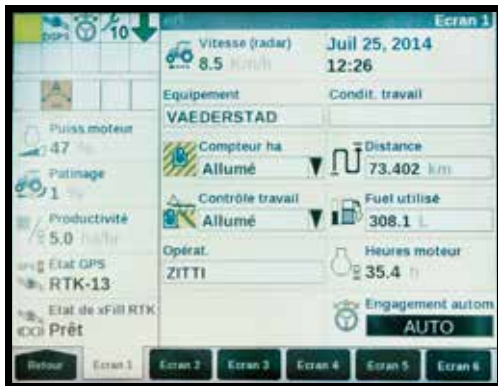 Ecran 1
DGPS
10
Vitesse (radar)
8.5 Km/h
Juil 25, 2014
12:26
Equipement
VAEDERSTAD
Condit. travail
Puiss.moteur
47 %
Compteur ha
Allumé
Distance
73.402 km
Patinage
1 %
Contrôle travail
Allumé
Fuel utilisé
308.1 L
Productivité
5.0 ha/hr
Opérat.
ZITTI
Heures moteur
35.4 h
Etat GPS
RTK-13
Etat de xFill RTK
Prêt
Engagement autom
AUTO
Retour
Ecran 1
Ecran 2
Ecran 3
Ecran 4
Ecran 5
Ecran 6